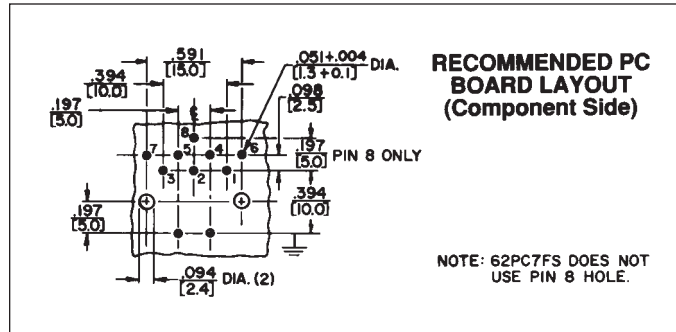 .591
[15.0]
.051+.004 DIA.
[1.3+0.1]
.394
[10.0]
.098
[2.5]
.197
[5.0]
RECOMMENDED PC
BOARD LAYOUT
(Component Side)
8
7 5 4 6
.197
[5.0] PIN 8 ONLY
3 2 1
.197
[5.0]
.394
[10.0]
.094 DIA. (2)
[2.4]
NOTE: 62PC7FS DOES NOT
USE PIN 8 HOLE.